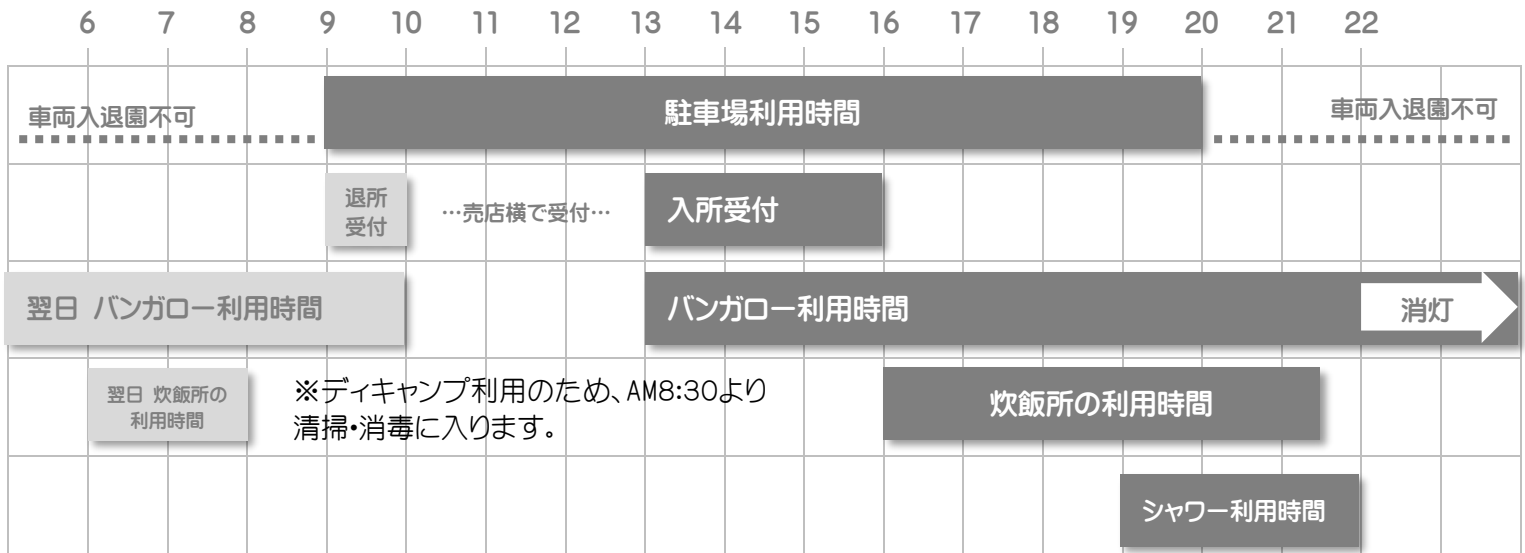 6 7 8 9 10 11 12 13 14 15 16 17 18 19 20 21 22
車両入退園不可
駐車場利用時間
車両入退園不可
退所
受付
…売店横で受付…
入所受付
翌日 バンガロー利用時間
バンガロー利用時間
消灯
翌日 炊飯所の
利用時間
※ディキャンプ利用のため、AM8:30より
清掃・消毒に入ります。
炊飯所の利用時間
シャワー利用時間